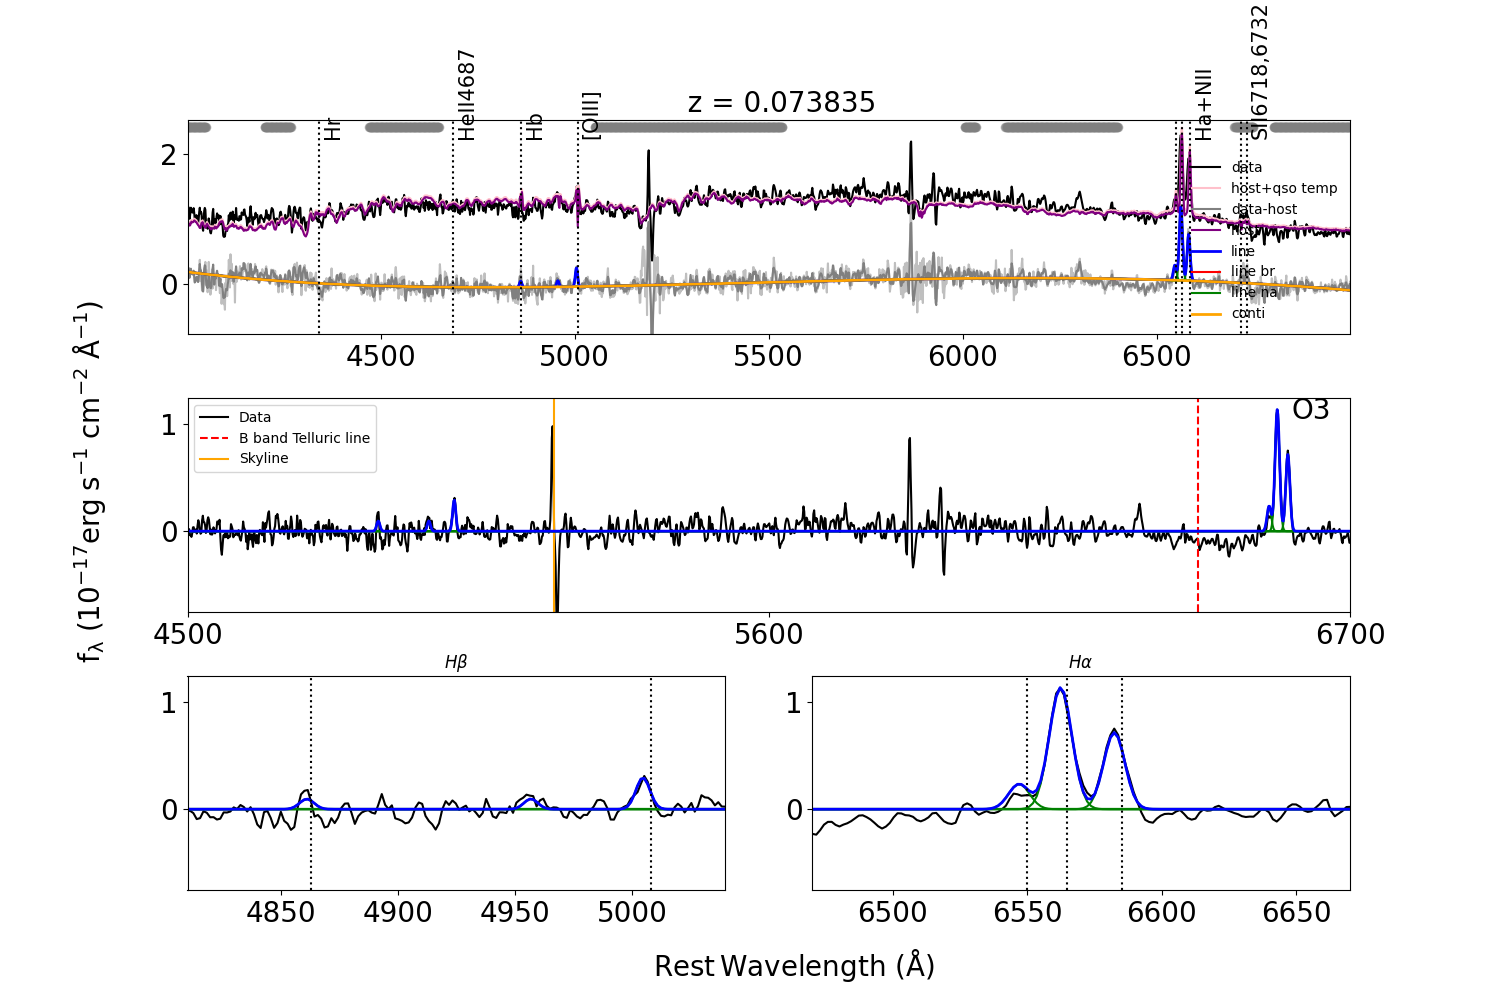 z = 0.073835
Hr
HeII4687
Hb
[OIII]
Ha+NII
SII6718,6732
2
0
data
host+qso temp
data-host
host
line
line br
line na
conti
4500 5000 5500 6000 6500
f_λ (10^−17 erg s^−1 cm^−2 Å^−1)
1
0
Data
B band Telluric line
Skyline
O3
4500 5600 6700
Hβ
1
0
4850 4900 4950 5000
Hα
1
0
6500 6550 6600 6650
Rest Wavelength (Å)